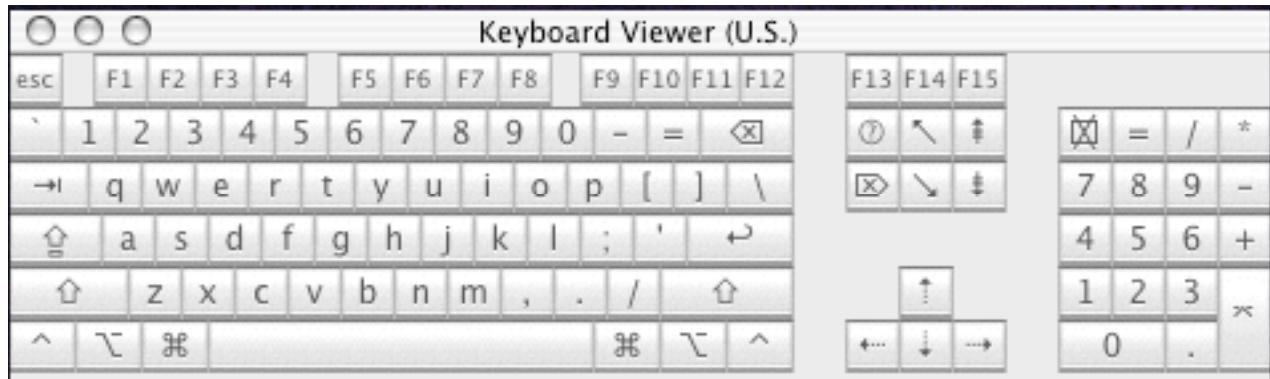 Keyboard Viewer (U.S.)
esc F1 F2 F3 F4 F5 F6 F7 F8 F9 F10 F11 F12 F13 F14 F15
` 1 2 3 4 5 6 7 8 9 0 - = ⌫ ? ↖ ⇞ ⌧ = / *
⇥ q w e r t y u i o p [ ] \ ⌦ ↘ ⇟ 7 8 9 -
⇪ a s d f g h j k l ; ' ↩ 4 5 6 +
⇧ z x c v b n m , . / ⇧ ⇡ 1 2 3 ⌤
⌃ ⌥ ⌘ ⌘ ⌥ ⌃ ⇠ ⇣ ⇢ 0 .